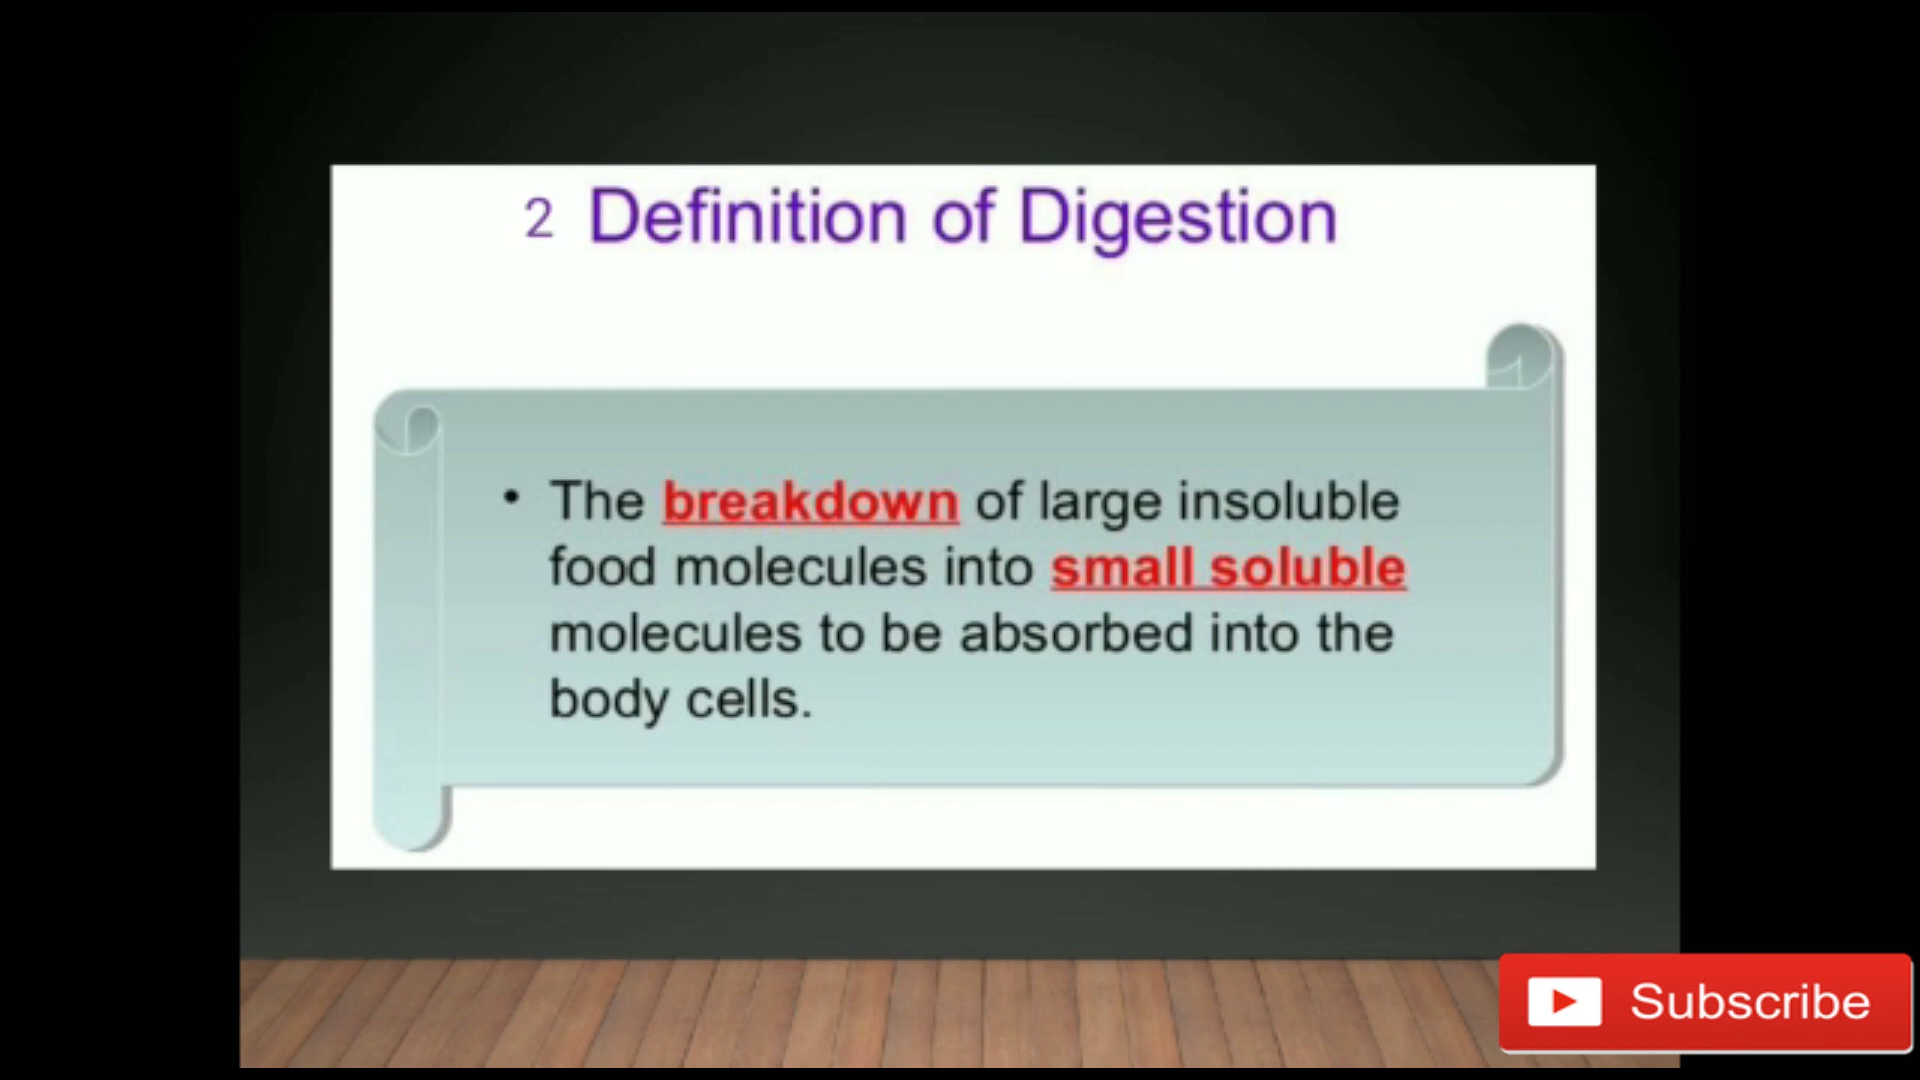 2 Definition of Digestion
• The breakdown of large insoluble
food molecules into small soluble
molecules to be absorbed into the
body cells.
Subscribe